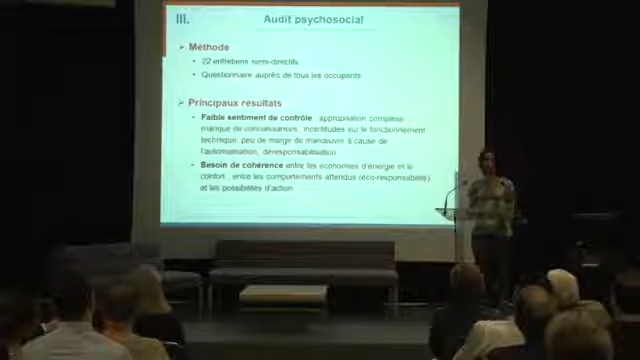 III.
Audit psychosocial
➢ Méthode
• 22 entretiens semi-directifs
• Questionnaire auprès de tous les occupants
➢ Principaux résultats
• Faible sentiment de contrôle : appropriation complexe,
manque de connaissances, incertitudes sur le fonctionnement
technique, peu de marge de manœuvre à cause de
l'automatisation, déresponsabilisation
• Besoin de cohérence entre les économies d'énergie et le
confort, entre les comportements attendus (éco-responsabilité)
et les possibilités d'action